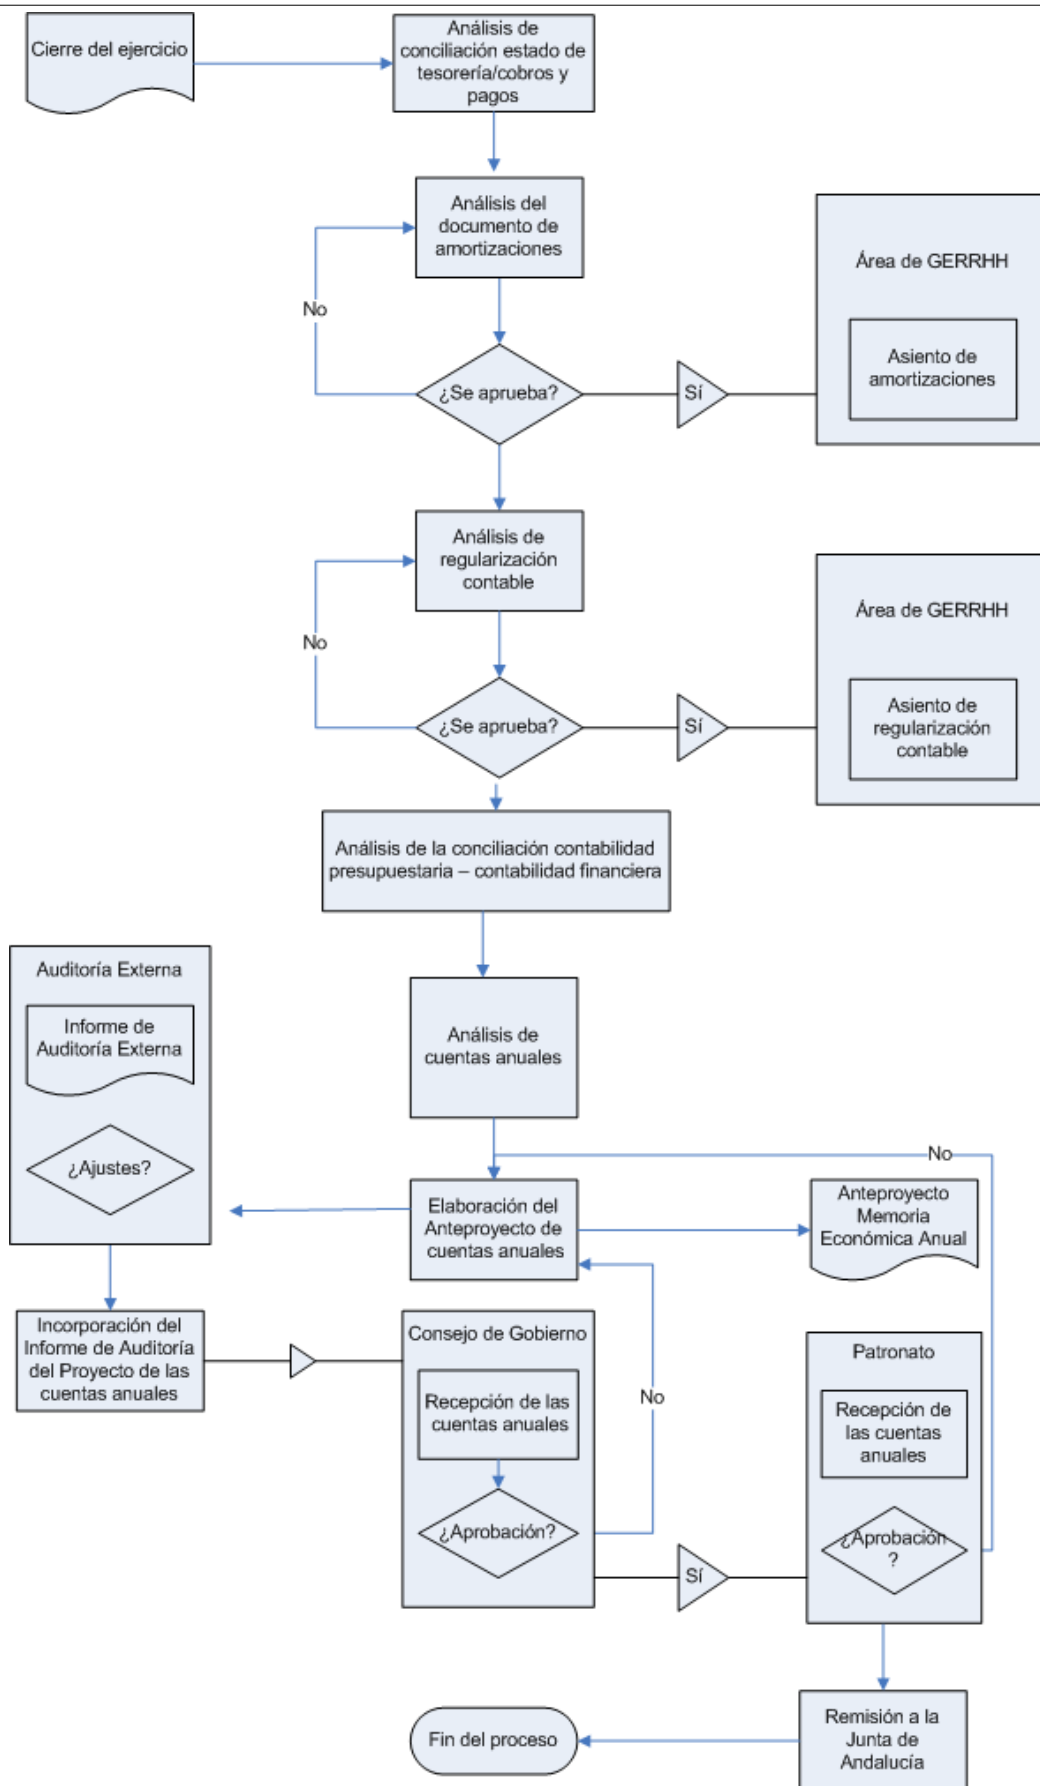 Cierre del ejercicio
Análisis de
conciliación estado de
tesorería/cobros y
pagos
Análisis del
documento de
amortizaciones
No
¿Se aprueba?
Sí
Área de GERRHH
Asiento de
amortizaciones
Análisis de
regularización
contable
No
¿Se aprueba?
Sí
Área de GERRHH
Asiento de
regularización
contable
Análisis de la conciliación contabilidad
presupuestaria – contabilidad financiera
Auditoría Externa
Informe de
Auditoría Externa
¿Ajustes?
Análisis de
cuentas anuales
No
Elaboración del
Anteproyecto de
cuentas anuales
Anteproyecto
Memoria
Económica Anual
Incorporación del
Informe de Auditoría
del Proyecto de las
cuentas anuales
Consejo de Gobierno
Recepción de las
cuentas anuales
¿Aprobación?
No
Sí
Patronato
Recepción de
las cuentas
anuales
¿Aprobación
?
Remisión a la
Junta de
Andalucía
Fin del proceso